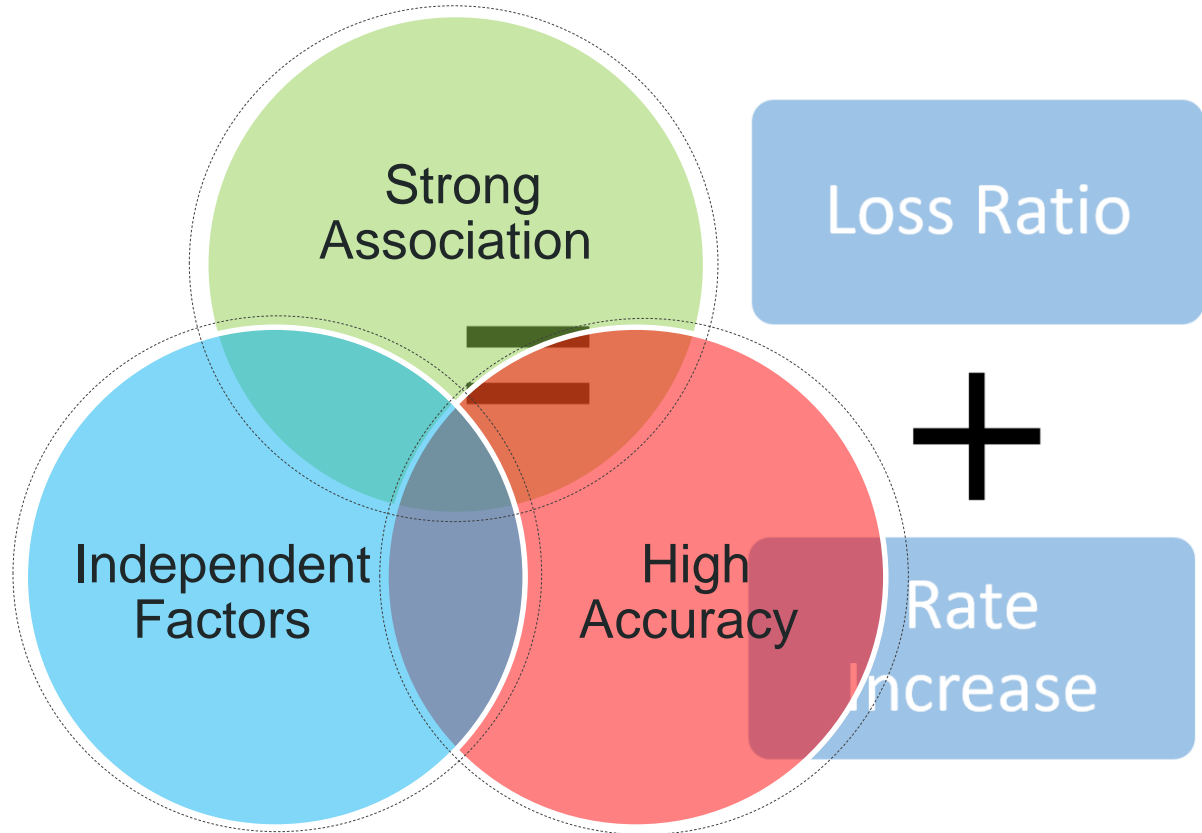 Strong
Association
Loss Ratio
=
+
Independent
Factors
High
Accuracy
Rate
Increase